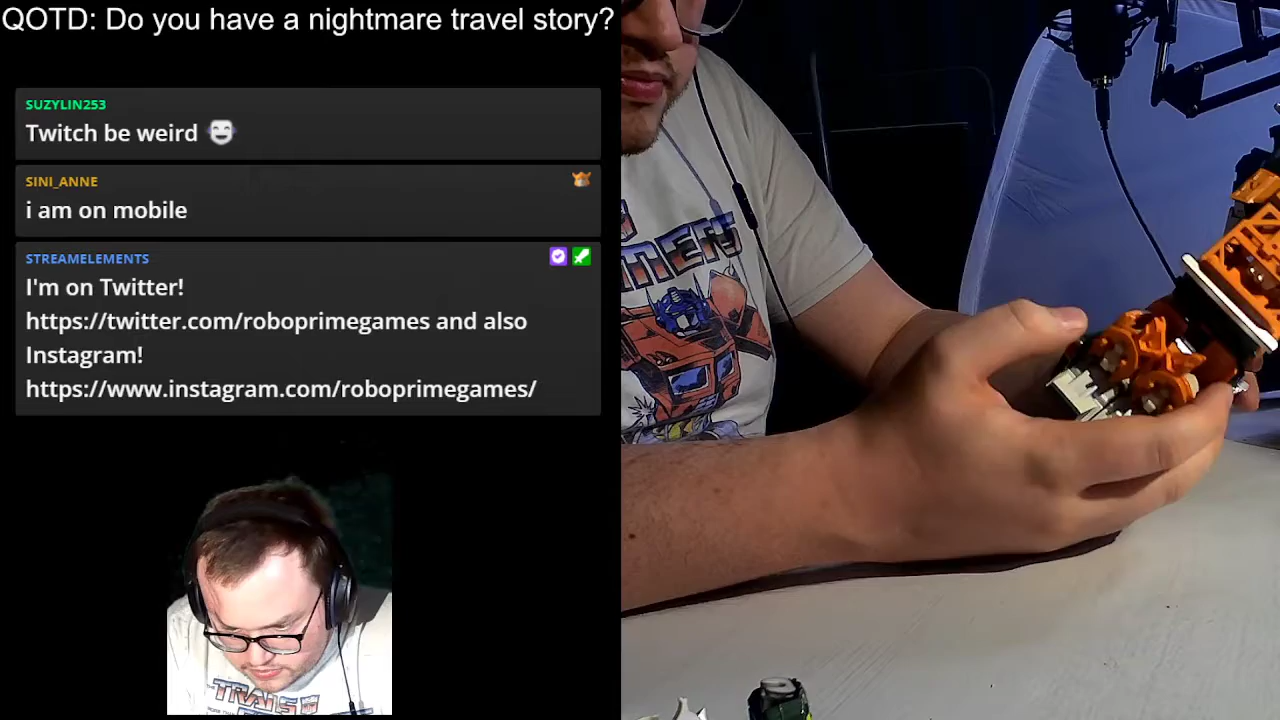 QOTD: Do you have a nightmare travel story?
SUZYLIN253
Twitch be weird
SINI_ANNE
i am on mobile
STREAMELEMENTS
I'm on Twitter!
https://twitter.com/roboprimegames and also
Instagram!
https://www.instagram.com/roboprimegames/